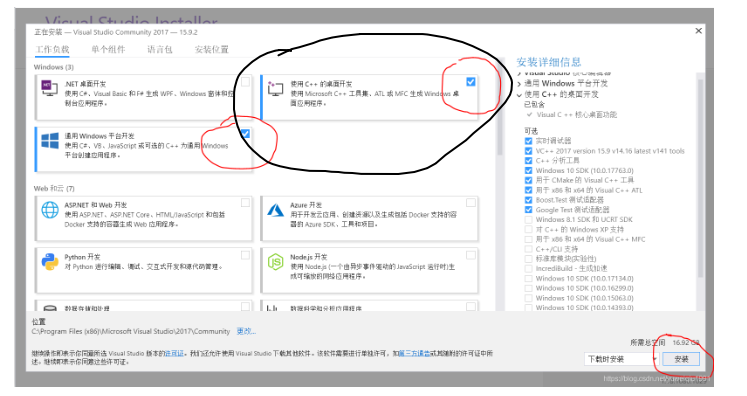 Visual Studio Installer
正在安装 — Visual Studio Community 2017 — 15.9.2
工作负载 单个组件 语言包 安装位置
Windows (3)
.NET 桌面开发
使用 C#、Visual Basic 和 F# 生成 WPF、Windows 窗体和控制台应用程序。
使用 C++ 的桌面开发
使用 Microsoft C++ 工具集、ATL 或 MFC 生成 Windows 桌面应用程序。
通用 Windows 平台开发
使用 C#、VB、JavaScript 或可选的 C++ 为通用 Windows
平台创建应用程序。
Web 和云 (7)
ASP.NET 和 Web 开发
使用 ASP.NET、ASP.NET Core、HTML/JavaScript 和包括
Docker 支持的容器生成 Web 应用程序。
Azure 开发
用于开发云应用、创建资源以及生成包括 Docker 支持的容
器的 Azure SDK、工具和项目。
Python 开发
对 Python 进行编辑、调试、交互式开发和源代码管理。
Node.js 开发
使用 Node.js (一个由异步事件驱动的 JavaScript 运行时)生
成可缩放的网络应用程序。
数据存储和处理
数据科学和分析应用程序
位置
C:\Program Files (x86)\Microsoft Visual Studio\2017\Community 更改...
继续操作即表示你同意所选 Visual Studio 版本的许可证。我们还允许使用 Visual Studio 下载其他软件。该软件需要进行单独许可，如第三方通告或其随附的许可证中所
述。继续即表示你同意这些许可证。
安装详细信息
Visual Studio 核心编辑器
通用 Windows 平台开发
使用 C++ 的桌面开发
已包含
Visual C++ 核心桌面功能
可选
实时调试器
VC++ 2017 version 15.9 v14.16 latest v141 tools
C++ 分析工具
Windows 10 SDK (10.0.17763.0)
用于 CMake 的 Visual C++ 工具
用于 x86 和 x64 的 Visual C++ ATL
Boost.Test 测试适配器
Google Test 测试适配器
Windows 8.1 SDK 和 UCRT SDK
对 C++ 的 Windows XP 支持
用于 x86 和 x64 的 Visual C++ MFC
C++/CLI 支持
标准库模块(实验性)
IncrediBuild - 生成加速
Windows 10 SDK (10.0.17134.0)
Windows 10 SDK (10.0.16299.0)
Windows 10 SDK (10.0.15063.0)
Windows 10 SDK (10.0.14393.0)
所需总空间 16.92 GB
下载时安装 安装